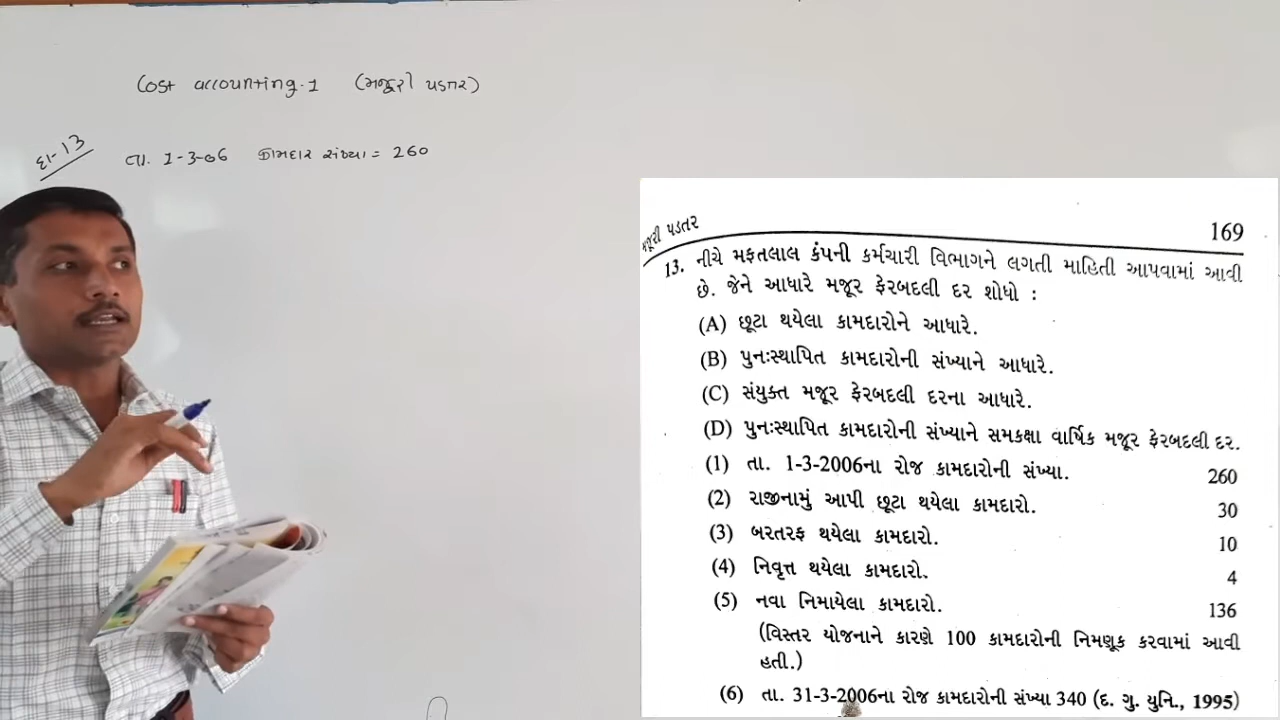 Cost accounting-1 (મજૂરી પડતર)
દા-13
તા. 1-3-06 કામદાર સંખ્યા = 260
મજૂરી પડતર
169
13. નીચે મફતલાલ કંપની કર્મચારી વિભાગને લગતી માહિતી આપવામાં આવી
છે. જેને આધારે મજૂર ફેરબદલી દર શોધો :
(A) છૂટા થયેલા કામદારોને આધારે.
(B) પુનઃસ્થાપિત કામદારોની સંખ્યાને આધારે.
(C) સંયુક્ત મજૂર ફેરબદલી દરના આધારે.
(D) પુનઃસ્થાપિત કામદારોની સંખ્યાને સમકક્ષા વાર્ષિક મજૂર ફેરબદલી દર.
(1) તા. 1-3-2006ના રોજ કામદારોની સંખ્યા. 260
(2) રાજીનામું આપી છૂટા થયેલા કામદારો. 30
(3) બરતરફ થયેલા કામદારો. 10
(4) નિવૃત્ત થયેલા કામદારો. 4
(5) નવા નિમાયેલા કામદારો. 136
(વિસ્તર યોજનાને કારણે 100 કામદારોની નિમણૂક કરવામાં આવી
હતી.)
(6) તા. 31-3-2006ના રોજ કામદારોની સંખ્યા 340 (દ. ગુ. યુનિ., 1995)